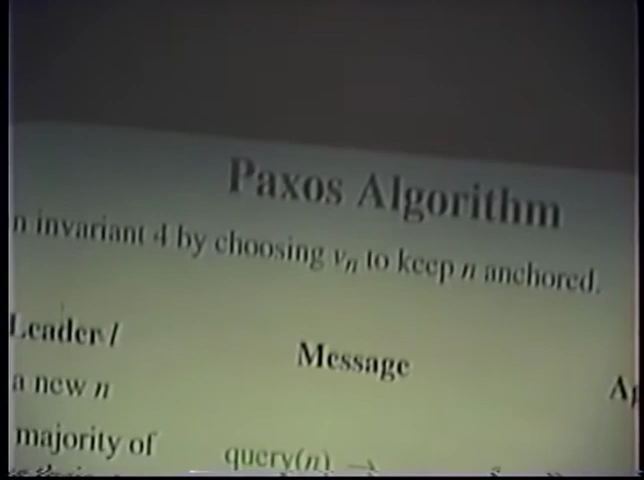 Paxos Algorithm
n invariant 4 by choosing vₙ to keep n anchored.
Leader/
Message
a new n
majority of
query(n) →